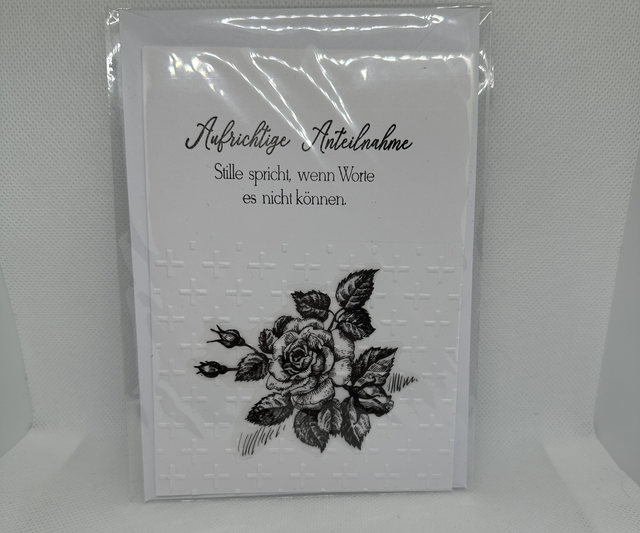 Aufrichtige Anteilnahme
Stille spricht, wenn Worte
es nicht können.